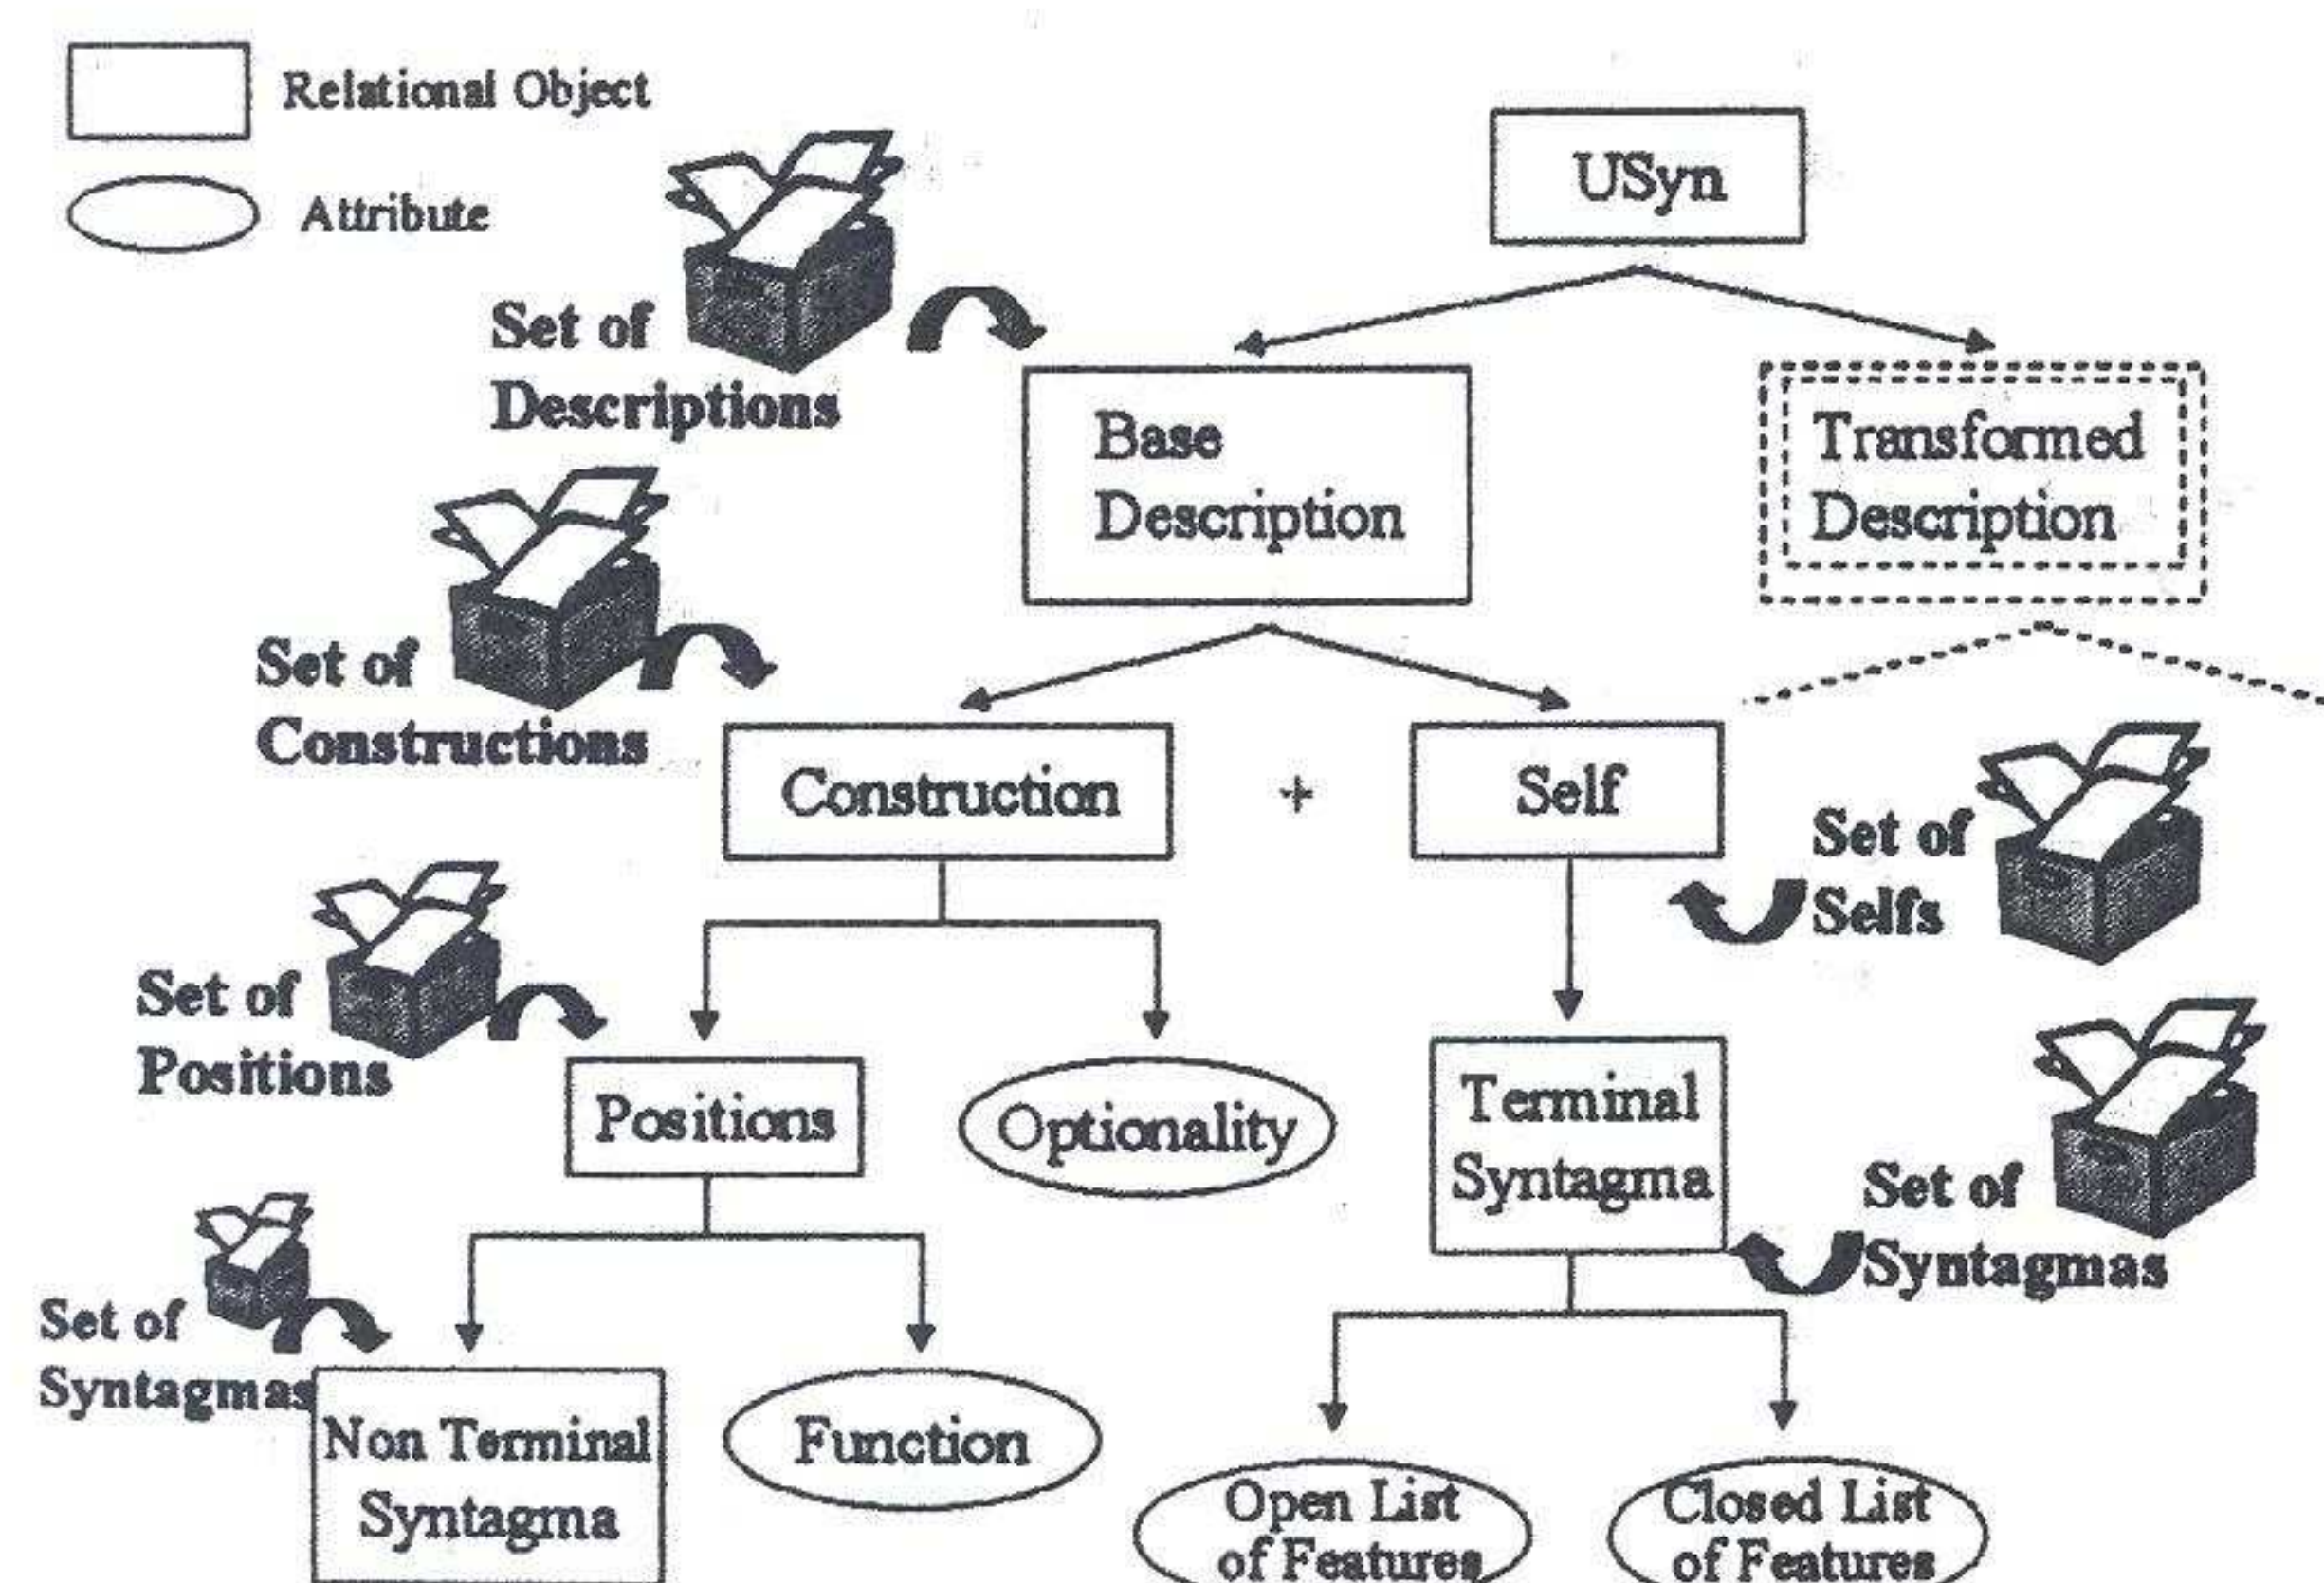 Relational Object
Attribute
USyn
Set of
Descriptions
Base
Description
Transformed
Description
Set of
Constructions
Construction
+
Self
Set of
Selfs
Set of
Positions
Positions
Optionality
Terminal
Syntagma
Set of
Syntagmas
Set of
Syntagmas
Non Terminal
Syntagma
Function
Open List
of Features
Closed List
of Features